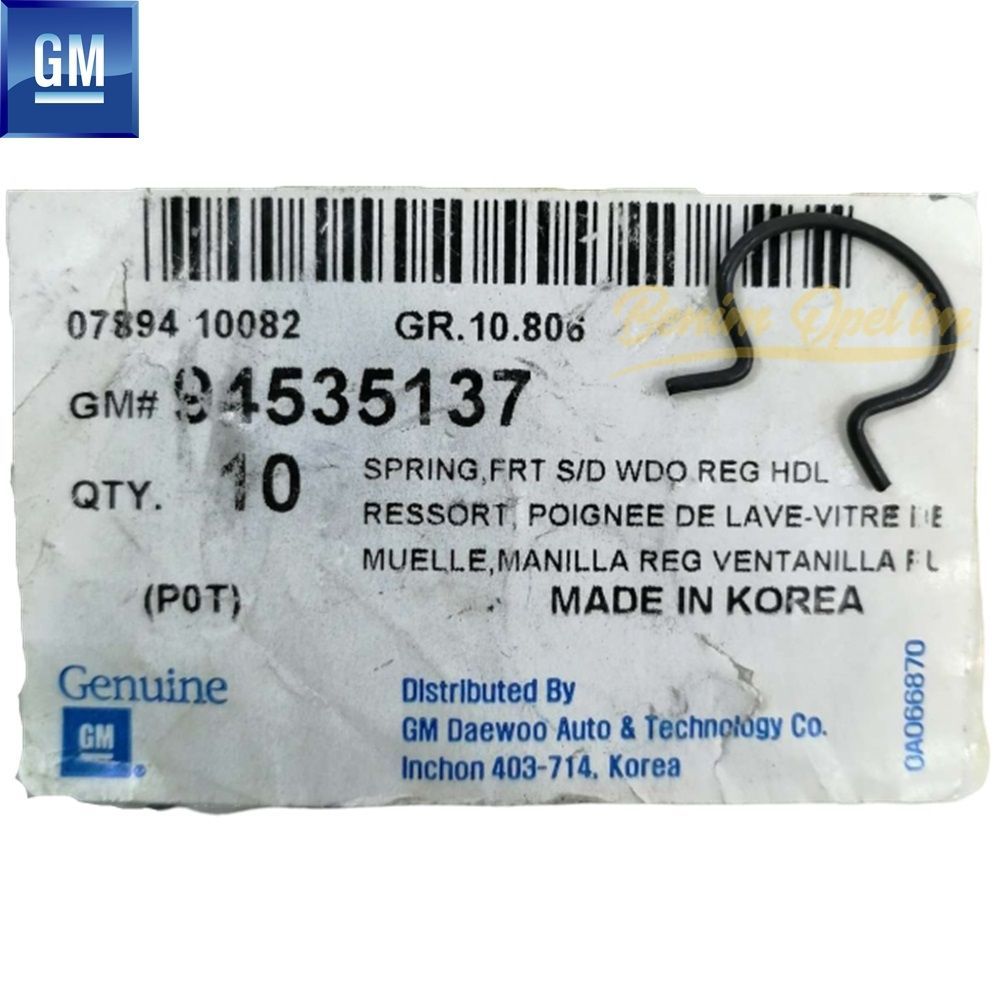 GM
07894 10082 GR.10.806
GM# 94535137
QTY. 10
SPRING,FRT S/D WDO REG HDL
RESSORT, POIGNEE DE LAVE-VITRE DE
MUELLE,MANILLA REG VENTANILLA
(P0T) MADE IN KOREA
Genuine
GM
Distributed By
GM Daewoo Auto & Technology Co.
Inchon 403-714, Korea
0A066870
Benim Opel'im